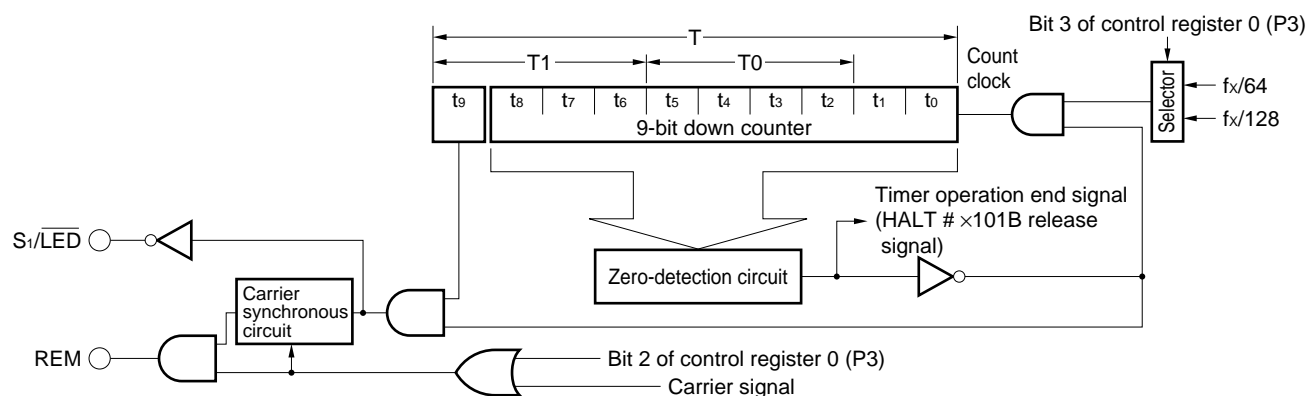 Bit 3 of control register 0 (P3)
T
T1
T0
Count
clock
t9
t8
t7
t6
t5
t4
t3
t2
t1
t0
9-bit down counter
Selector
fX/64
fX/128
Timer operation end signal
(HALT # ×101B release
signal)
S1/LED
Zero-detection circuit
Carrier
synchronous
circuit
REM
Bit 2 of control register 0 (P3)
Carrier signal